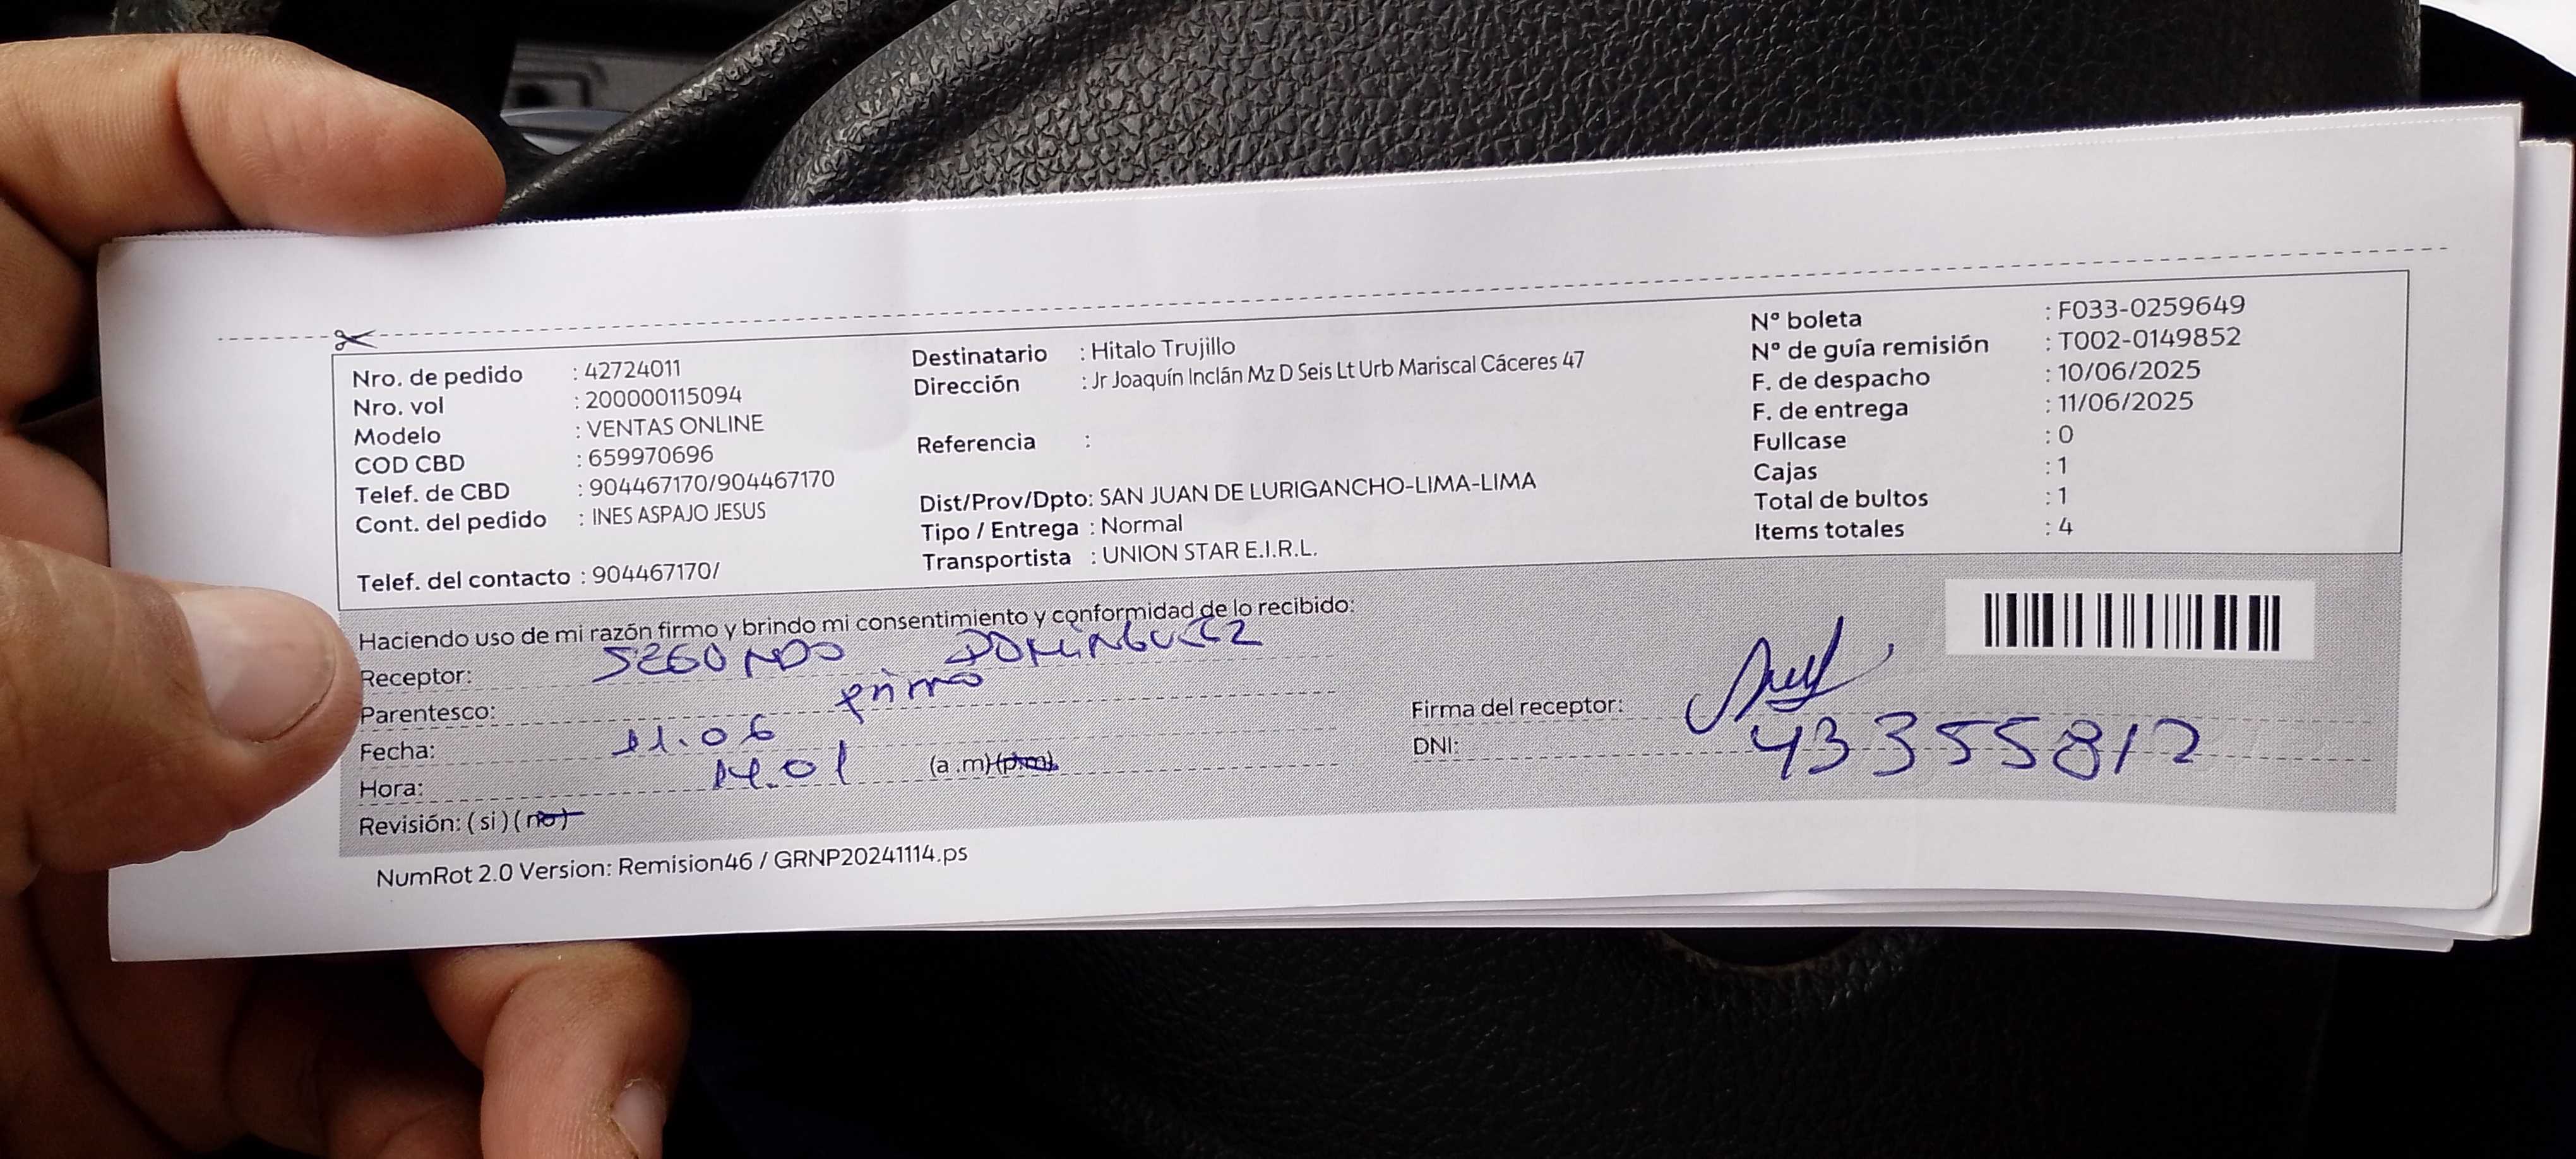 Nro. de pedido : 42724011
Nro. vol : 200000115094
Modelo : VENTAS ONLINE
COD CBD : 659970696
Telef. de CBD : 904467170/904467170
Cont. del pedido : INES ASPAJO JESUS
Telef. del contacto : 904467170/
Destinatario : Hitalo Trujillo
Dirección : Jr Joaquín Inclán Mz D Seis Lt Urb Mariscal Cáceres 47
Referencia :
Dist/Prov/Dpto: SAN JUAN DE LURIGANCHO-LIMA-LIMA
Tipo / Entrega : Normal
Transportista : UNION STAR E.I.R.L.
Nº boleta : F033-0259649
Nº de guía remisión : T002-0149852
F. de despacho : 10/06/2025
F. de entrega : 11/06/2025
Fullcase : 0
Cajas : 1
Total de bultos : 1
Items totales : 4
Haciendo uso de mi razón firmo y brindo mi consentimiento y conformidad de lo recibido:
Receptor: SEGUNDO DOMINGUEZ
Parentesco: primo
Fecha: 11.06
Hora: 14.01 (a .m)(p.m)
Revisión: ( si ) ( no )
Firma del receptor:
DNI: 43355812
NumRot 2.0 Version: Remision46 / GRNP20241114.ps